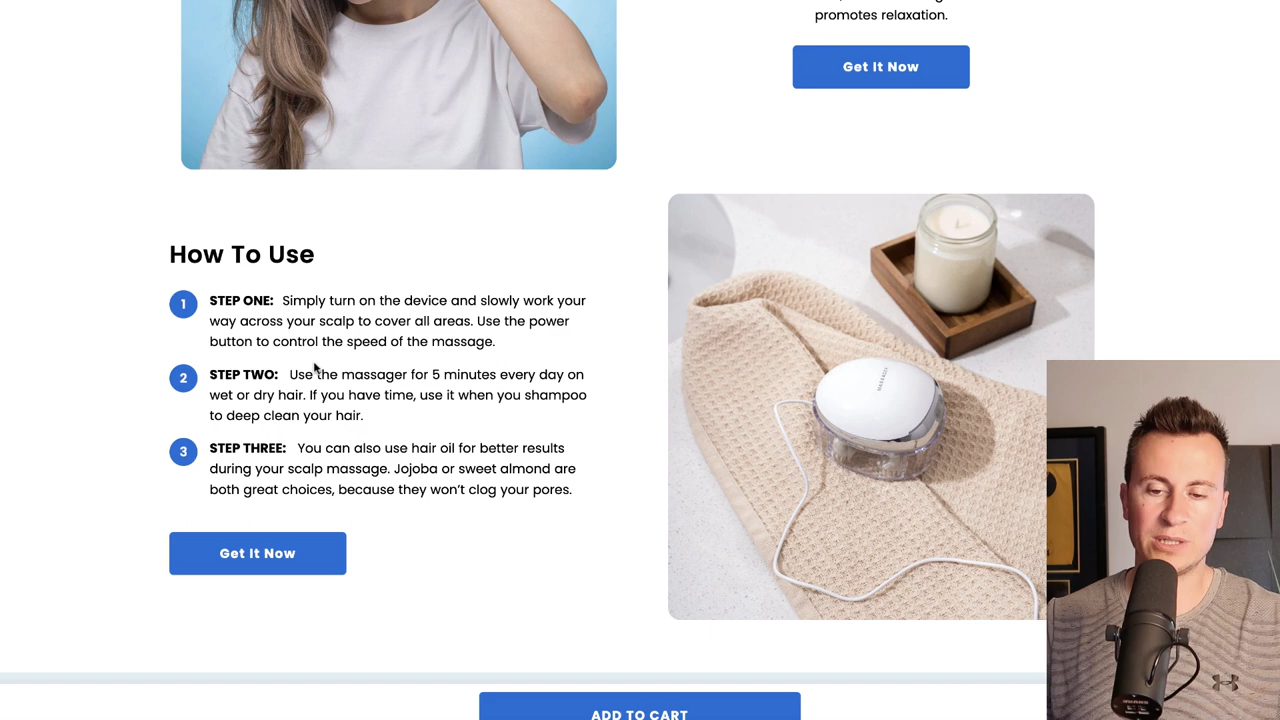 promotes relaxation.
Get It Now
How To Use
1 STEP ONE: Simply turn on the device and slowly work your
way across your scalp to cover all areas. Use the power
button to control the speed of the massage.
2 STEP TWO: Use the massager for 5 minutes every day on
wet or dry hair. If you have time, use it when you shampoo
to deep clean your hair.
3 STEP THREE: You can also use hair oil for better results
during your scalp massage. Jojoba or sweet almond are
both great choices, because they won’t clog your pores.
Get It Now
ADD TO CART